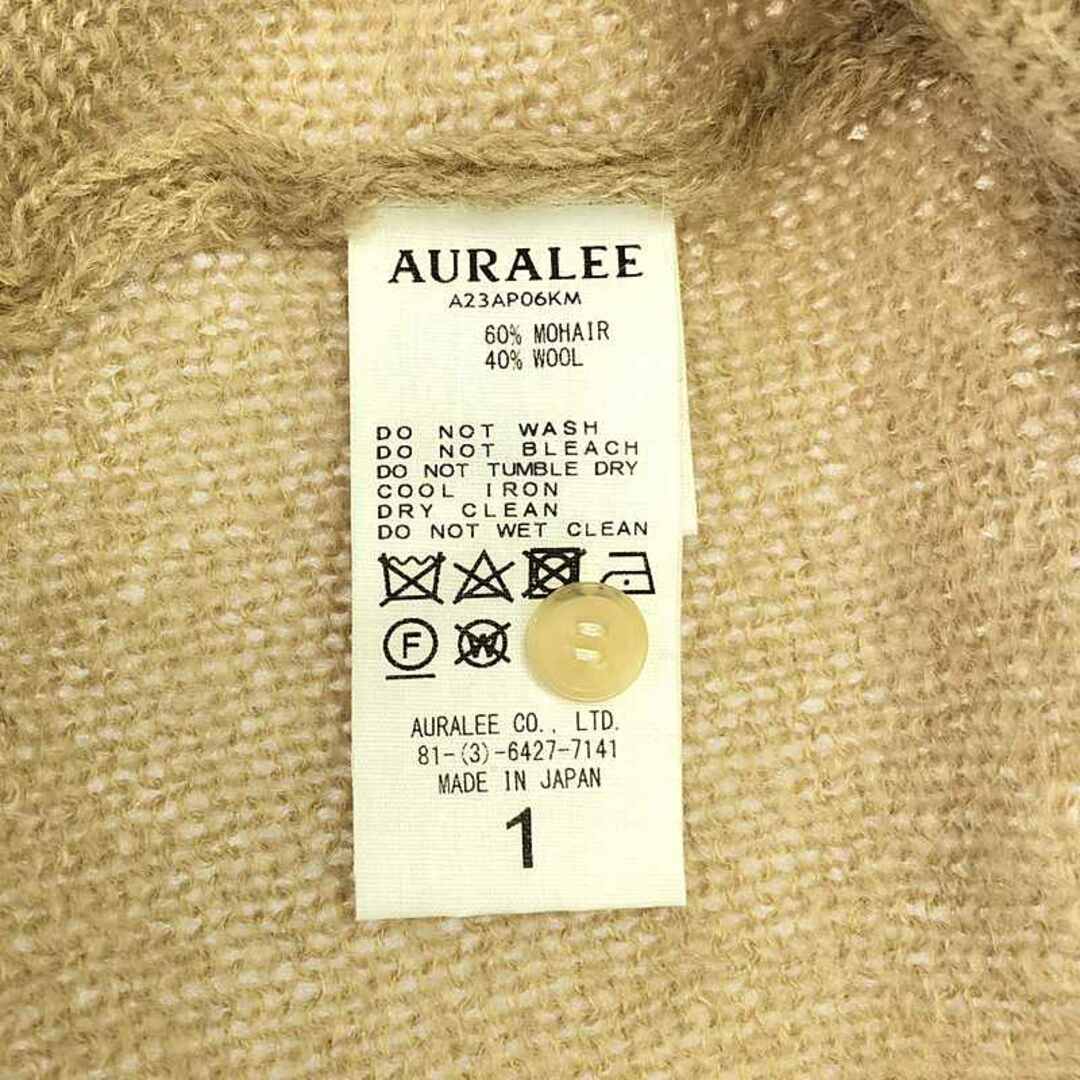 AURALEE
A23AP06KM
60% MOHAIR
40% WOOL
DO NOT WASH
DO NOT BLEACH
DO NOT TUMBLE DRY
COOL IRON
DRY CLEAN
DO NOT WET CLEAN
F W
AURALEE CO., LTD.
81-(3)-6427-7141
MADE IN JAPAN
1